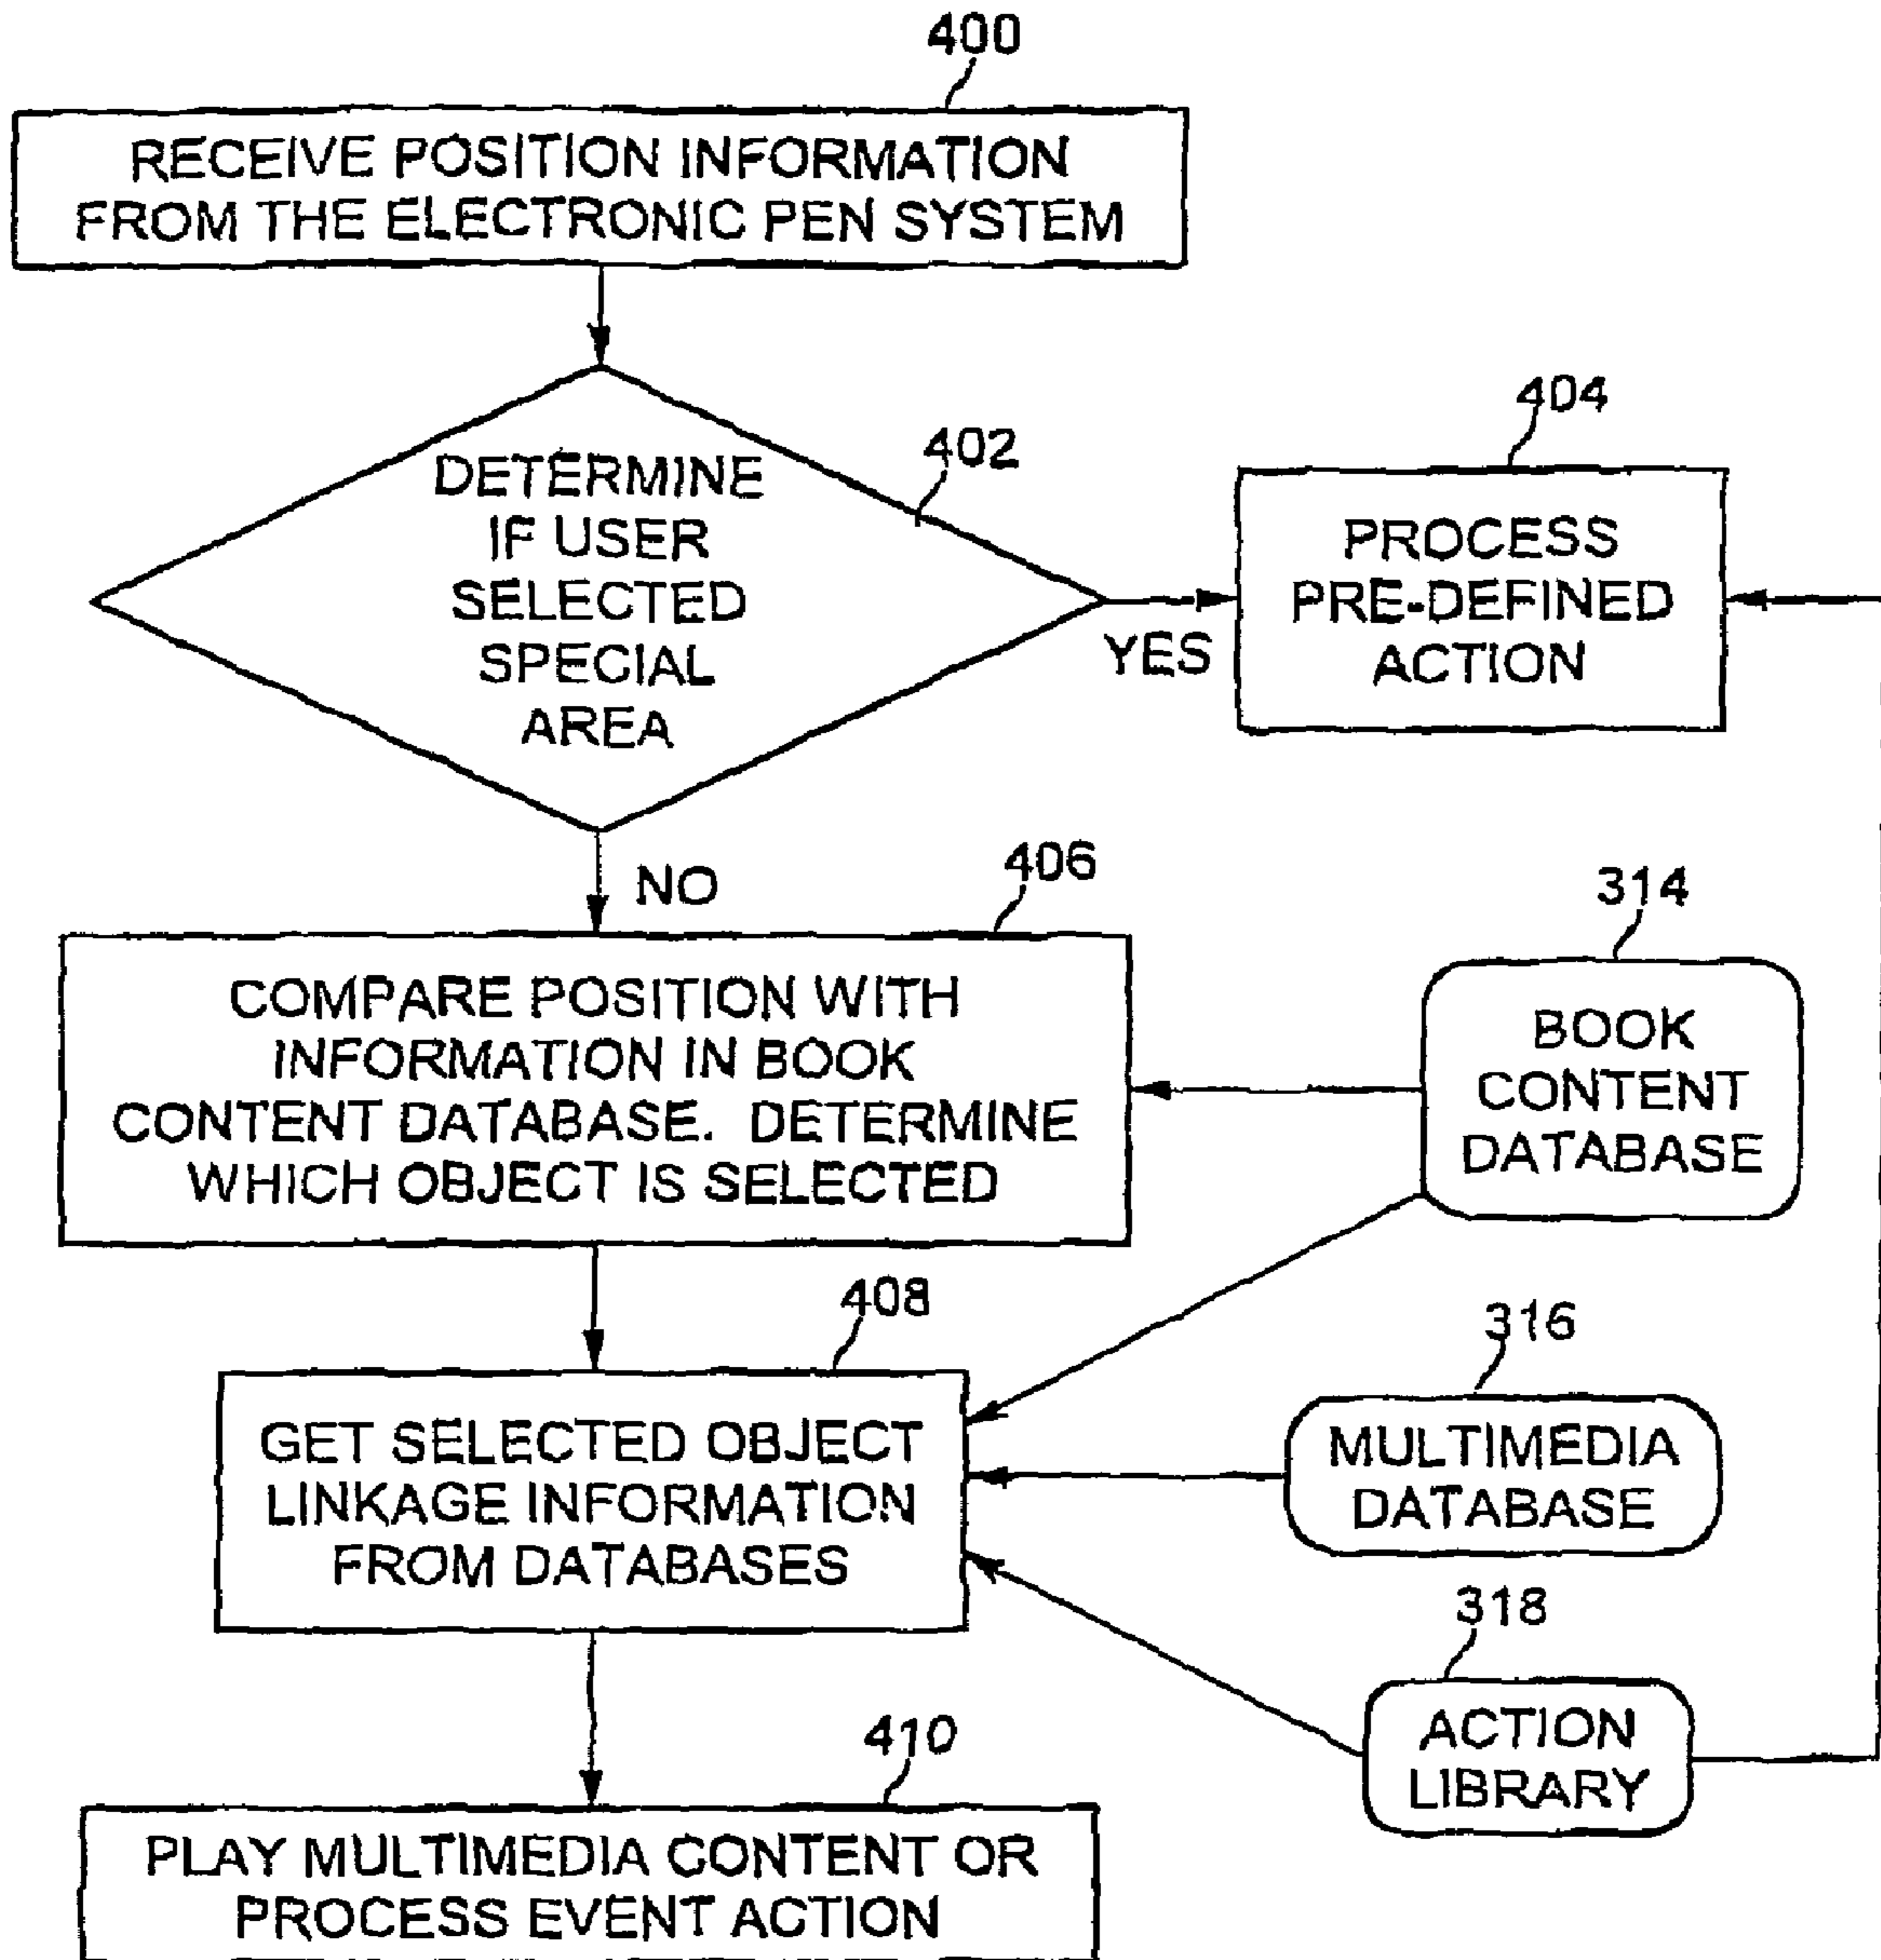 400
RECEIVE POSITION INFORMATION
FROM THE ELECTRONIC PEN SYSTEM
402
DETERMINE
IF USER
SELECTED
SPECIAL
AREA
YES
404
PROCESS
PRE-DEFINED
ACTION
NO
406
COMPARE POSITION WITH
INFORMATION IN BOOK
CONTENT DATABASE. DETERMINE
WHICH OBJECT IS SELECTED
314
BOOK
CONTENT
DATABASE
408
GET SELECTED OBJECT
LINKAGE INFORMATION
FROM DATABASES
316
MULTIMEDIA
DATABASE
318
ACTION
LIBRARY
410
PLAY MULTIMEDIA CONTENT OR
PROCESS EVENT ACTION